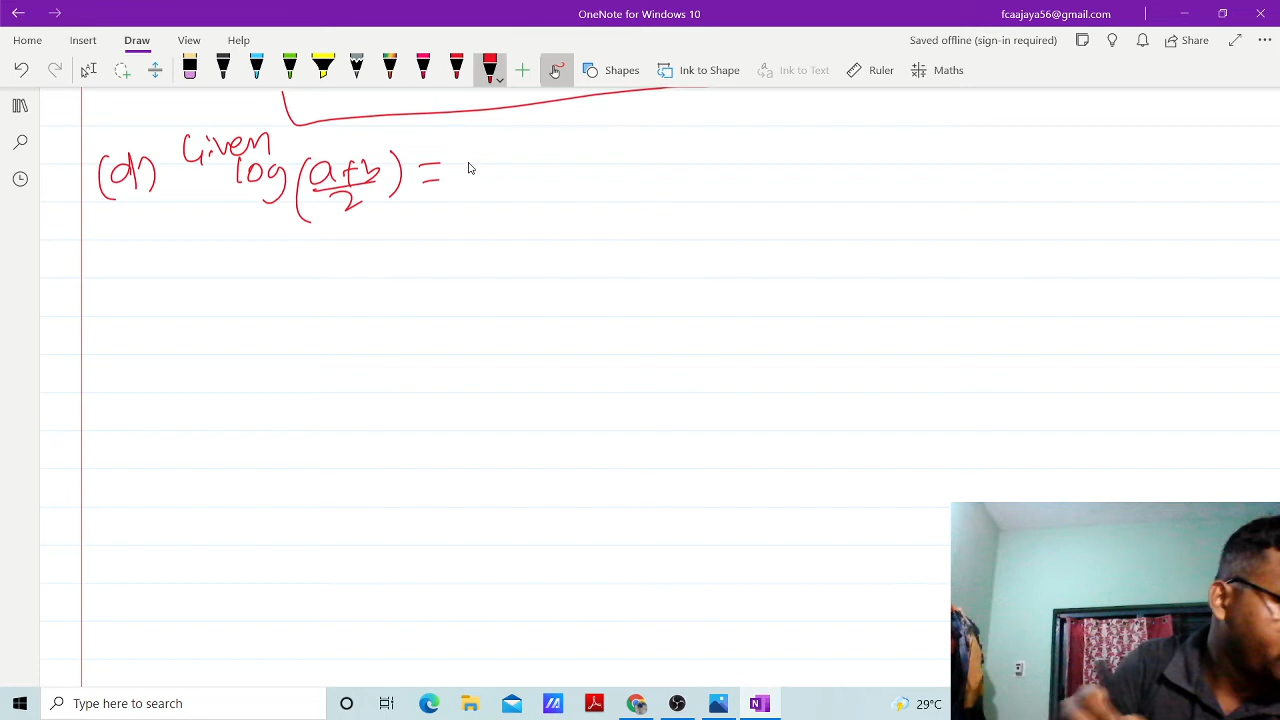 OneNote for Windows 10
fcaajaya56@gmail.com
Home Insert Draw View Help
Saved offline (sign-in required)
Share
Shapes
Ink to Shape
Ink to Text
Ruler
Maths
Given
(d) log(a+b/2) =
Type here to search
29°C